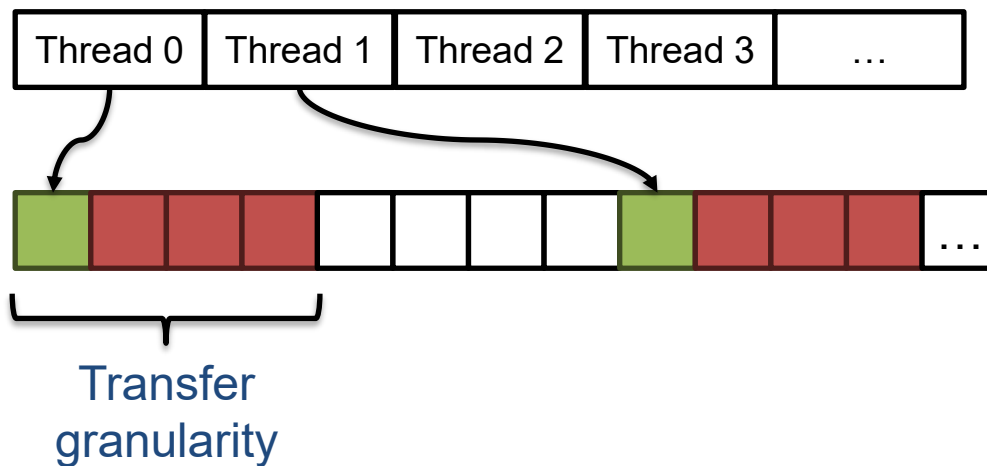 Thread 0 Thread 1 Thread 2 Thread 3 …
…
Transfer
granularity